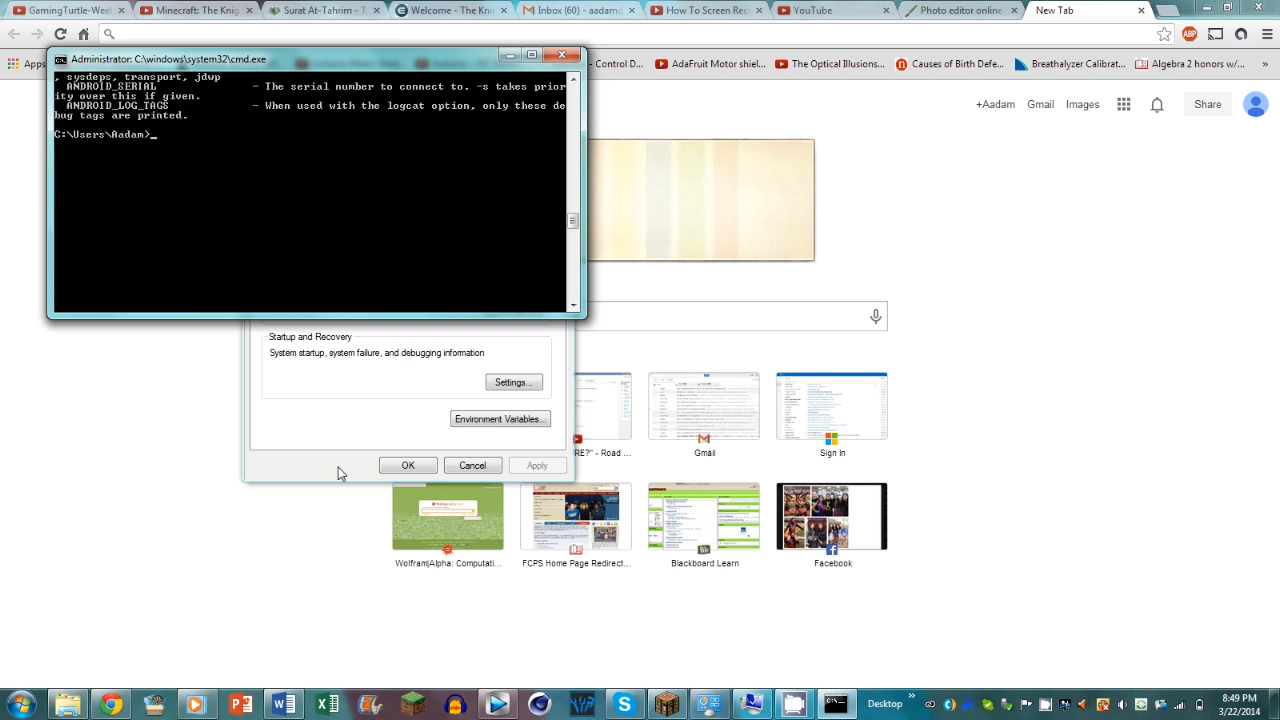 GamingTurtle-Wee
Minecraft: The Knig
Surat At-Tahrim - T
Welcome - The Knig
Inbox (60) - aadamc
How To Screen Rec
YouTube
Photo editor online
New Tab
Apps
Administrator: C:\windows\system32\cmd.exe
- Control D...
AdaFruit Motor shiel...
The Optical Illusion...
Causes of Birth Defe...
Breathalyzer Calibrat...
Algebra 2 honors w/...
, sysdeps, transport, jdwp
ANDROID_SERIAL - The serial number to connect to. -s takes prior
ity over this if given.
ANDROID_LOG_TAGS - When used with the logcat option, only these de
bug tags are printed.
C:\Users\Aadam>_
+Aadam Gmail Images Share
Startup and Recovery
System startup, system failure, and debugging information
Settings...
Environment Variables...
OK Cancel Apply
RE?" - Road ...
Gmail
Sign In
Wolfram|Alpha: Computati...
FCPS Home Page Redirect...
Blackboard Learn
Facebook
Desktop
8:49 PM
3/22/2014